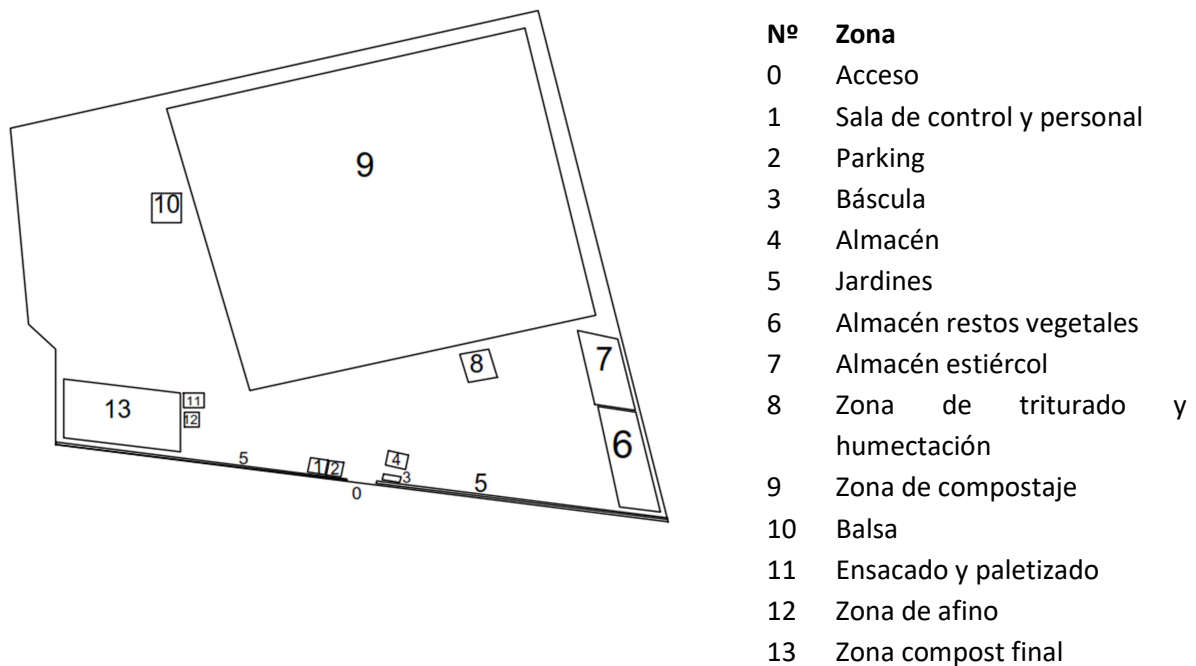 9
10
7
8
13
11
12
6
5
1
2
4
3
5
0
Nº Zona
0 Acceso
1 Sala de control y personal
2 Parking
3 Báscula
4 Almacén
5 Jardines
6 Almacén restos vegetales
7 Almacén estiércol
8 Zona de triturado y
humectación
9 Zona de compostaje
10 Balsa
11 Ensacado y paletizado
12 Zona de afino
13 Zona compost final